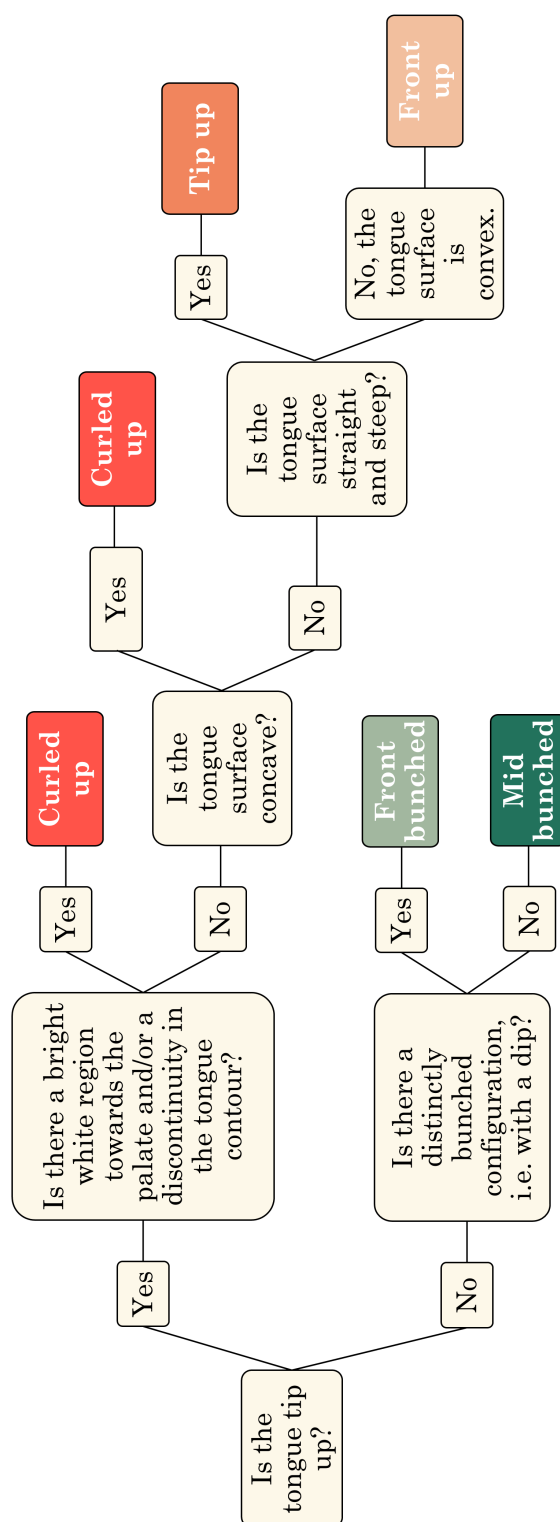 Is the
tongue tip
up?
Yes
Is there a bright
white region
towards the
palate and/or a
discontinuity in
the tongue
contour?
Yes
Curled
up
No
Is the
tongue
surface
concave?
Yes
Curled
up
No
Is the
tongue
surface
straight
and steep?
Yes
Tip up
No, the
tongue
surface
is
convex.
Front
up
No
Is there a
distinctly
bunched
configuration,
i.e. with a dip?
Yes
Front
bunched
No
Mid
bunched